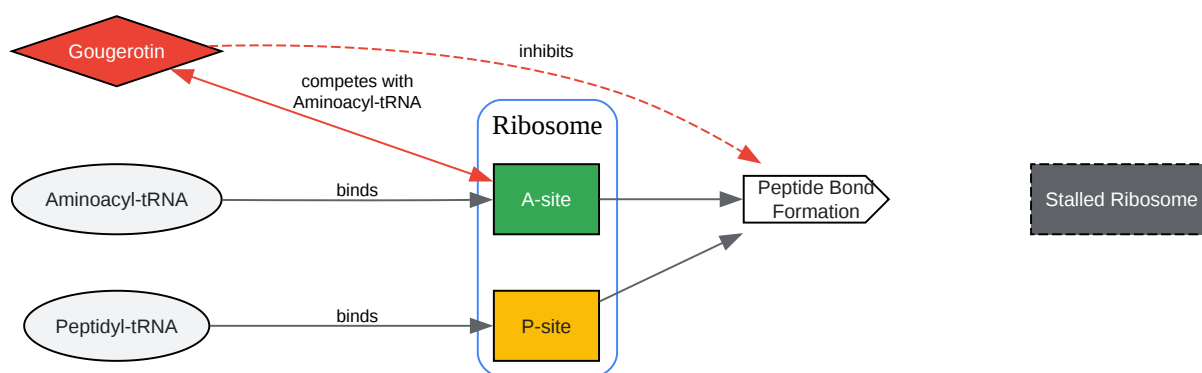 Gougerotin
inhibits
competes with
Aminoacyl-tRNA
Ribosome
Aminoacyl-tRNA
binds
A-site
Peptide Bond
Formation
Stalled Ribosome
Peptidyl-tRNA
binds
P-site